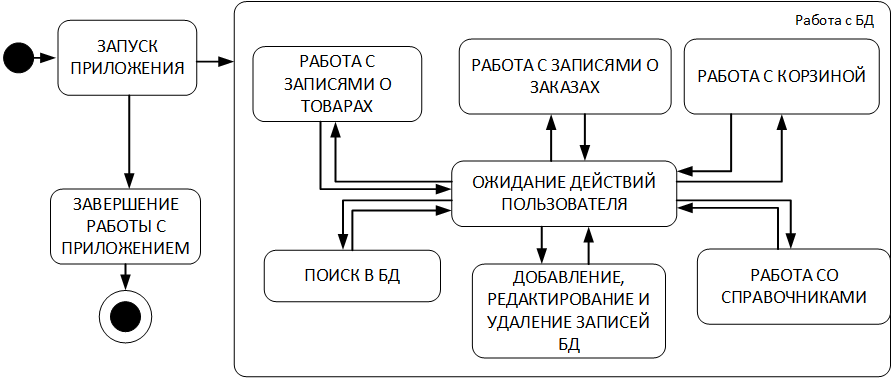 Работа с БД
ЗАПУСК
ПРИЛОЖЕНИЯ
РАБОТА С
ЗАПИСЯМИ О
ТОВАРАХ
РАБОТА С ЗАПИСЯМИ О
ЗАКАЗАХ
РАБОТА С КОРЗИНОЙ
ОЖИДАНИЕ ДЕЙСТВИЙ
ПОЛЬЗОВАТЕЛЯ
ЗАВЕРШЕНИЕ
РАБОТЫ С
ПРИЛОЖЕНИЕМ
ПОИСК В БД
ДОБАВЛЕНИЕ,
РЕДАКТИРОВАНИЕ И
УДАЛЕНИЕ ЗАПИСЕЙ
БД
РАБОТА СО
СПРАВОЧНИКАМИ